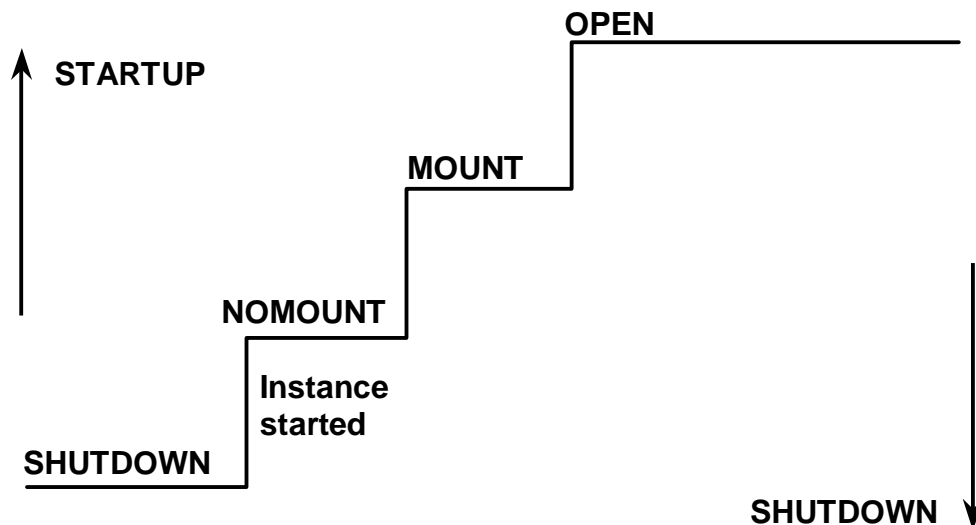 OPEN
STARTUP
MOUNT
NOMOUNT
Instance
started
SHUTDOWN
SHUTDOWN